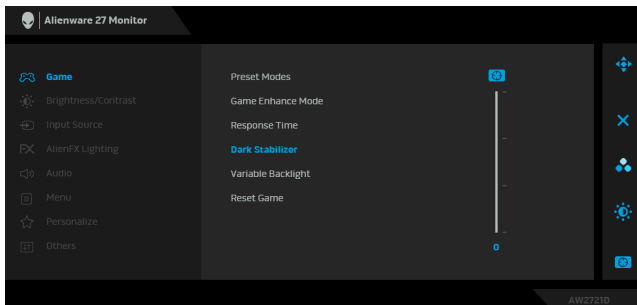 Alienware 27 Monitor
Game
Brightness/Contrast
Input Source
AlienFX Lighting
Audio
Menu
Personalize
Others
Preset Modes
Game Enhance Mode
Response Time
Dark Stabilizer
Variable Backlight
Reset Game
0
AW2721D